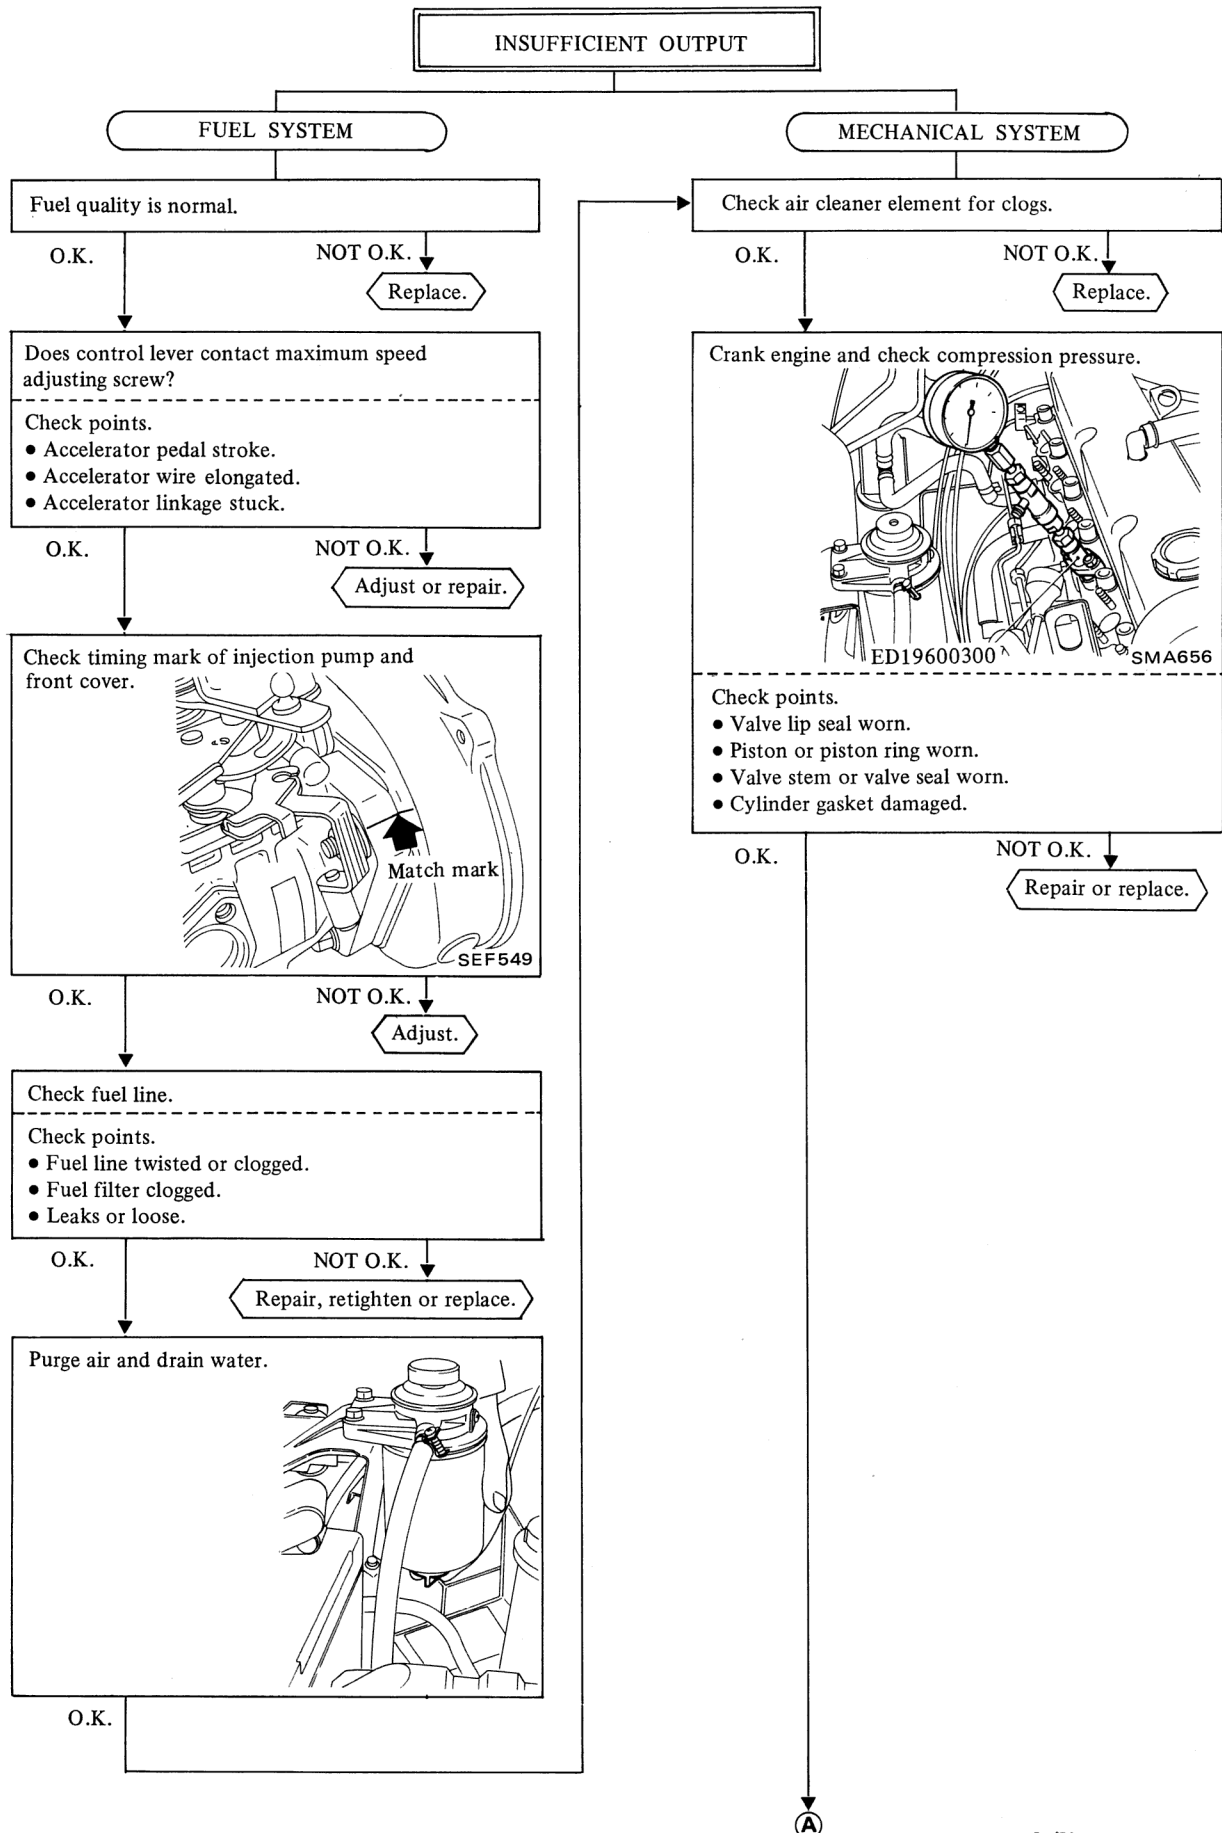 INSUFFICIENT OUTPUT
FUEL SYSTEM
Fuel quality is normal.
O.K.
NOT O.K.
Replace.
Does control lever contact maximum speed
adjusting screw?
Check points.
● Accelerator pedal stroke.
● Accelerator wire elongated.
● Accelerator linkage stuck.
O.K.
NOT O.K.
Adjust or repair.
Check timing mark of injection pump and
front cover.
Match mark
SEF549
O.K.
NOT O.K.
Adjust.
Check fuel line.
Check points.
● Fuel line twisted or clogged.
● Fuel filter clogged.
● Leaks or loose.
O.K.
NOT O.K.
Repair, retighten or replace.
Purge air and drain water.
O.K.
MECHANICAL SYSTEM
Check air cleaner element for clogs.
O.K.
NOT O.K.
Replace.
Crank engine and check compression pressure.
ED19600300
SMA656
Check points.
● Valve lip seal worn.
● Piston or piston ring worn.
● Valve stem or valve seal worn.
● Cylinder gasket damaged.
O.K.
NOT O.K.
Repair or replace.
A